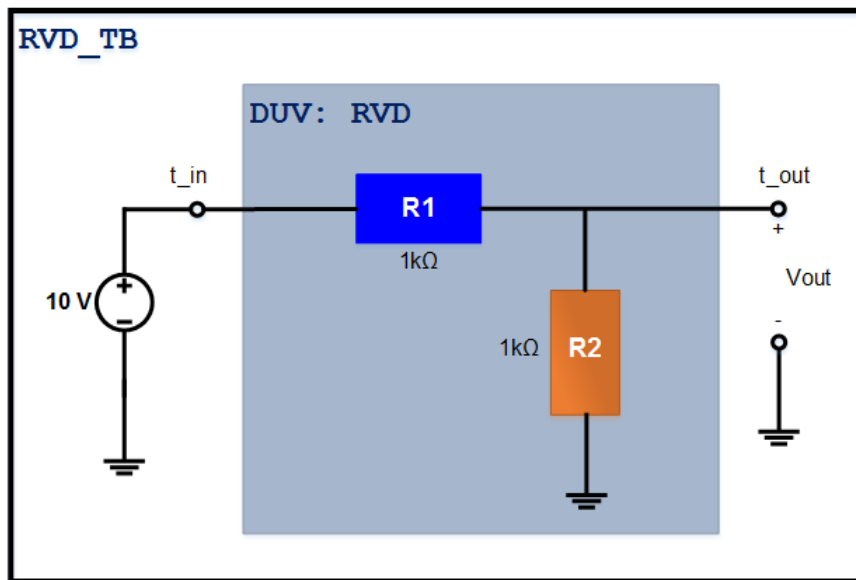 RVD_TB
DUV: RVD
t_in
t_out
R1
+
1kΩ
Vout
+
10 V
−
-
1kΩ
R2